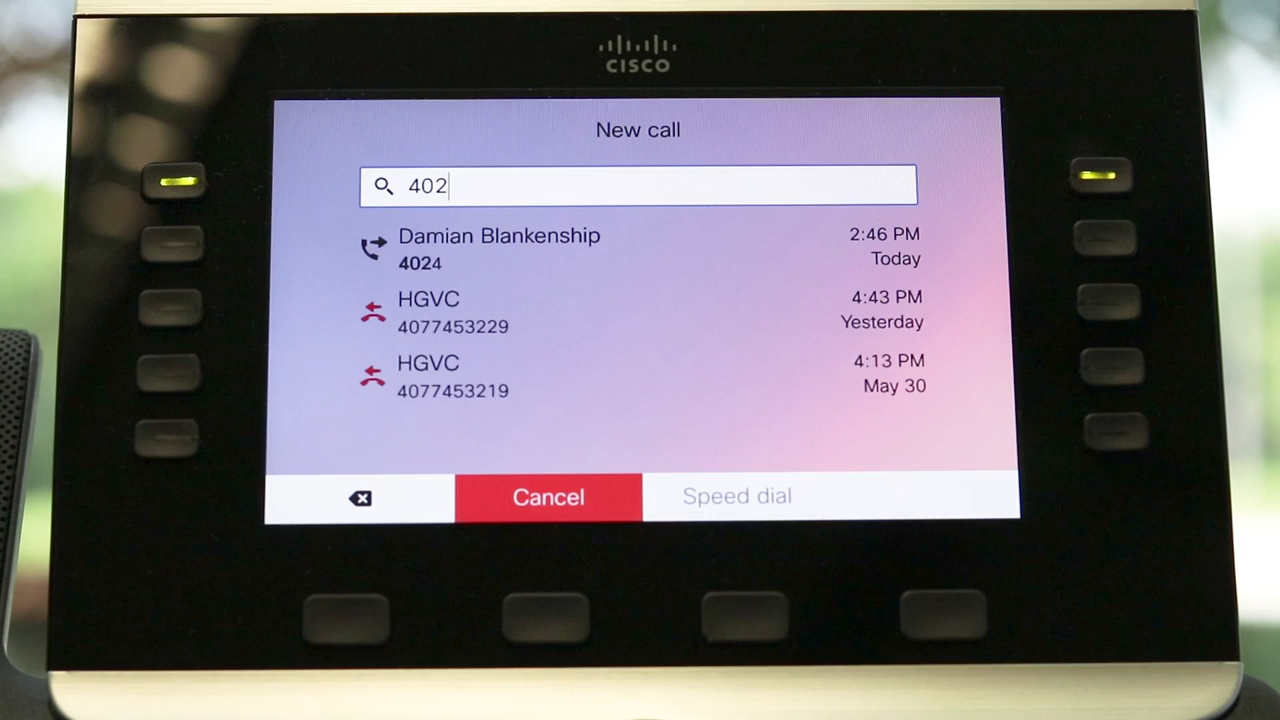 CISCO
New call
402
Damian Blankenship 2:46 PM
4024 Today
HGVC 4:43 PM
4077453229 Yesterday
HGVC 4:13 PM
4077453219 May 30
Cancel Speed dial